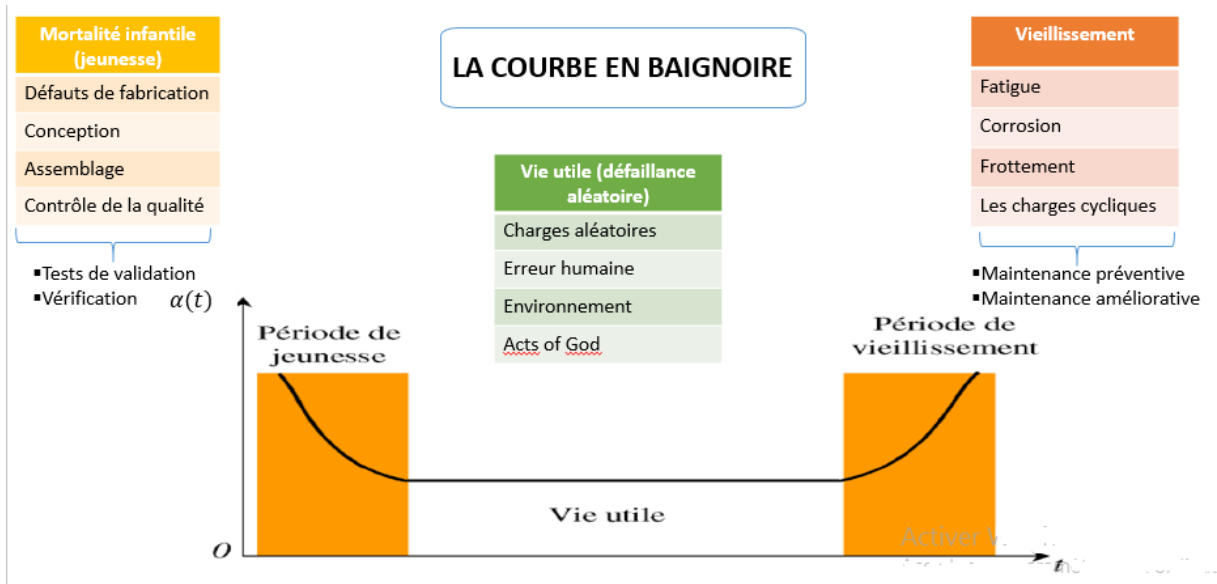 Mortalité infantile
(jeunesse)
Défauts de fabrication
Conception
Assemblage
Contrôle de la qualité
▪Tests de validation
▪Vérification
LA COURBE EN BAIGNOIRE
Vie utile (défaillance
aléatoire)
Charges aléatoires
Erreur humaine
Environnement
Acts of God
Vieillissement
Fatigue
Corrosion
Frottement
Les charges cycliques
▪Maintenance préventive
▪Maintenance améliorative
α(t)
Période de
jeunesse
Période de
vieillissement
Vie utile
O
t
Activer